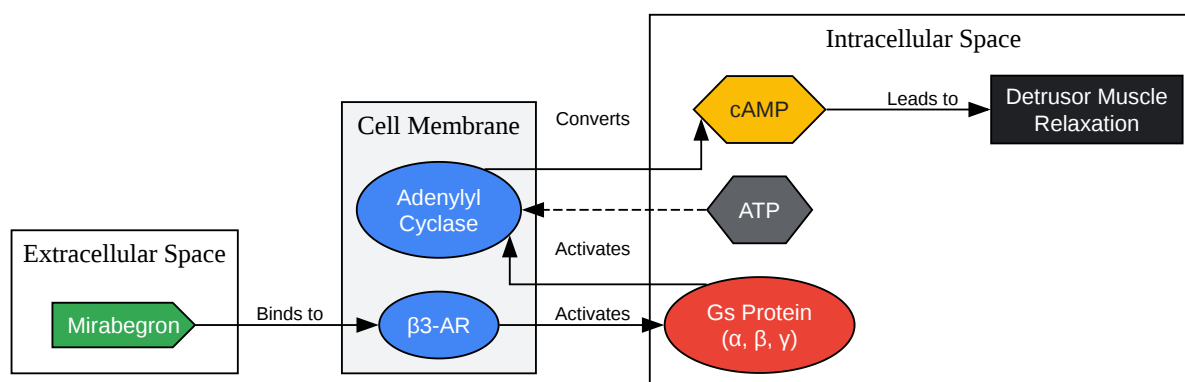 Intracellular Space
cAMP
Leads to
Detrusor Muscle
Relaxation
Cell Membrane
Converts
Adenylyl
Cyclase
ATP
Extracellular Space
Activates
Mirabegron
Binds to
β3-AR
Activates
Gs Protein
(α, β, γ)